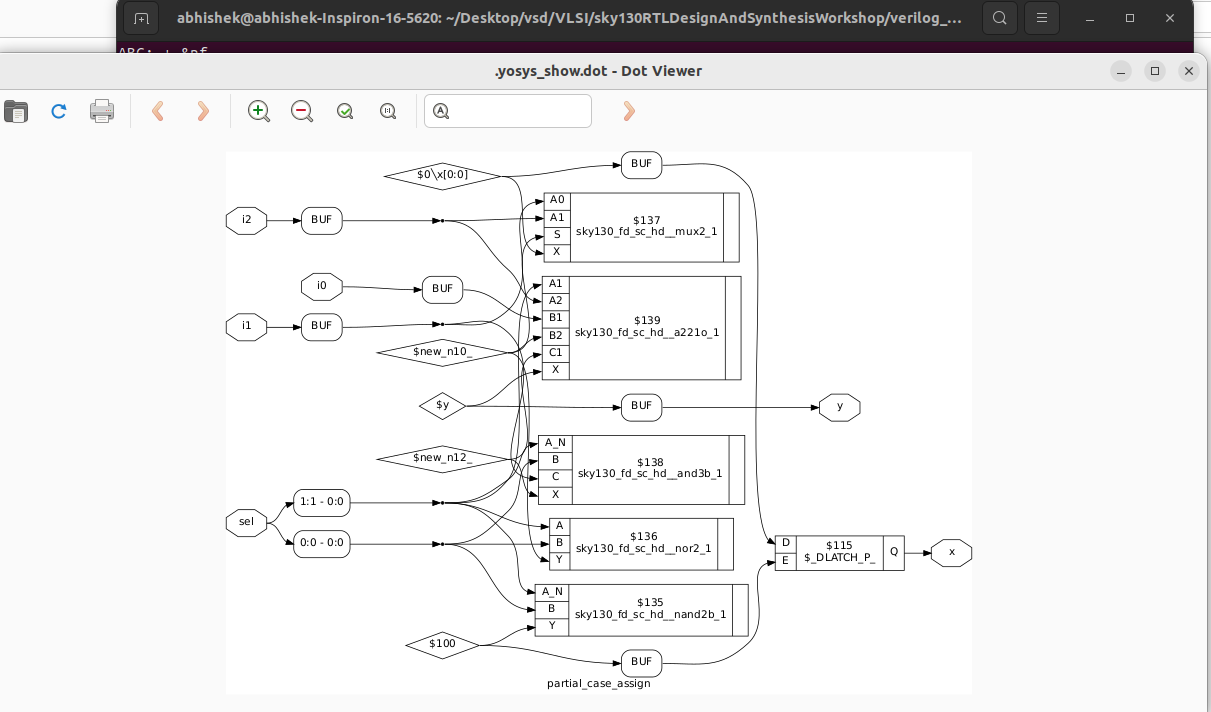 abhishek@abhishek-Inspiron-16-5620: ~/Desktop/vsd/VLSI/sky130RTLDesignAndSynthesisWorkshop/verilog_...
ABC: + &nf
.yosys_show.dot - Dot Viewer
$0\x[0:0]
BUF
i2
BUF
A0
A1
S
X
$137
sky130_fd_sc_hd__mux2_1
i0
BUF
i1
BUF
$new_n10_
A1
A2
B1
B2
C1
X
$139
sky130_fd_sc_hd__a221o_1
$y
BUF
y
$new_n12_
A_N
B
C
X
$138
sky130_fd_sc_hd__and3b_1
sel
1:1 - 0:0
0:0 - 0:0
A
B
Y
$136
sky130_fd_sc_hd__nor2_1
D
E
$115
$_DLATCH_P_
Q
x
A_N
B
Y
$135
sky130_fd_sc_hd__nand2b_1
$100
BUF
partial_case_assign